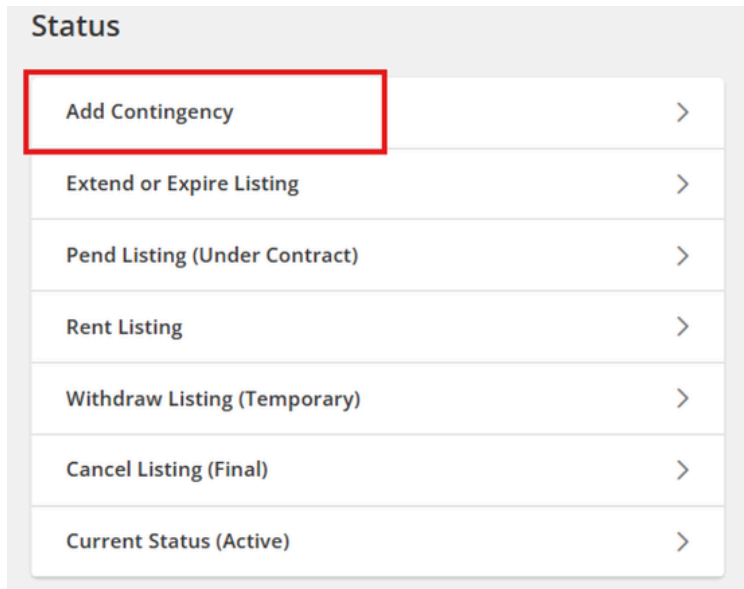 Status
Add Contingency
Extend or Expire Listing
Pend Listing (Under Contract)
Rent Listing
Withdraw Listing (Temporary)
Cancel Listing (Final)
Current Status (Active)